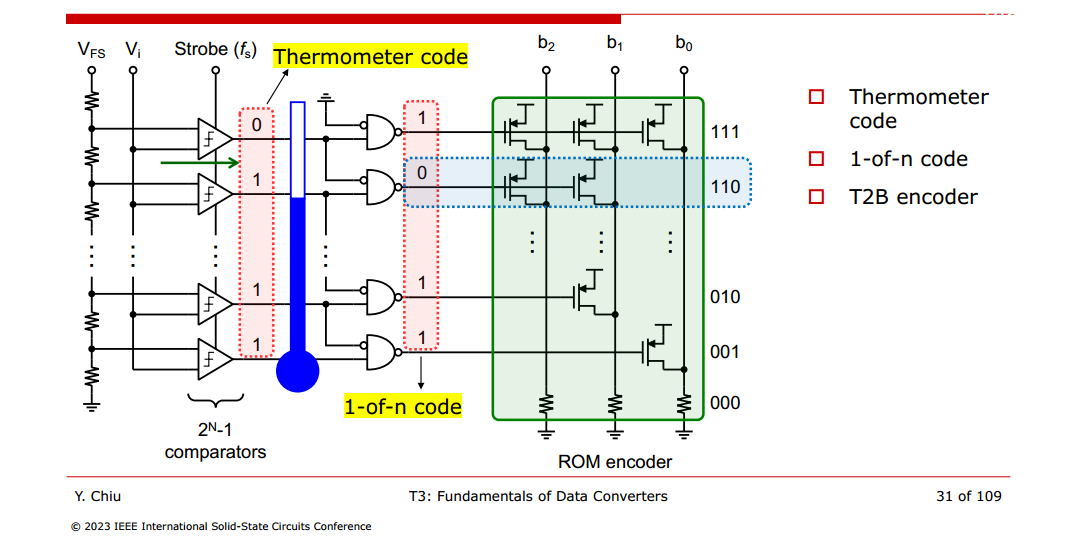 V_FS
V_i
Strobe (f_s)
Thermometer code
b_2
b_1
b_0
0
1
1
1
1
0
1
1
111
110
010
001
000
2^N-1
comparators
1-of-n code
ROM encoder
Thermometer
code
1-of-n code
T2B encoder
Y. Chiu
T3: Fundamentals of Data Converters
31 of 109
© 2023 IEEE International Solid-State Circuits Conference